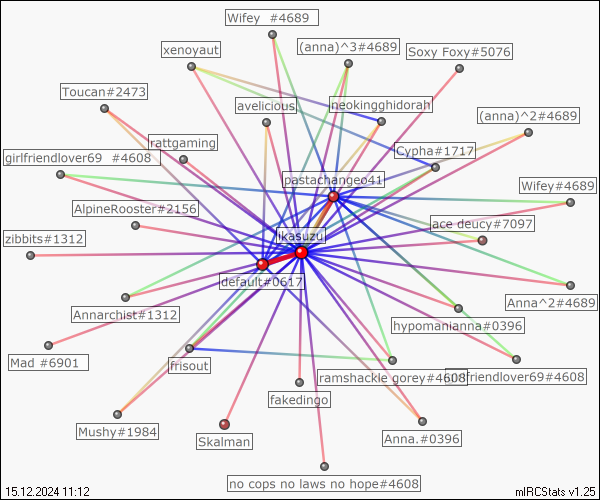 Wifey #4689
xenoyaut
(anna)^3#4689
Soxy Foxy#5076
Toucan#2473
avelicious
neokingghidorah
(anna)^2#4689
rattgaming
girlfriendlover69 #4608
Cypha#1717
pastachangeo41
Wifey#4689
AlpineRooster#2156
ace deucy#7097
zibbits#1312
ikasuzu
default#0617
Anna^2#4689
Annarchist#1312
hypomanianna#0396
Mad #6901
frisout
ramshackle gorey#4608
friendlover69#4608
fakedingo
Mushy#1984
Skalman
Anna.#0396
no cops no laws no hope#4608
15.12.2024 11:12
mIRCStats v1.25